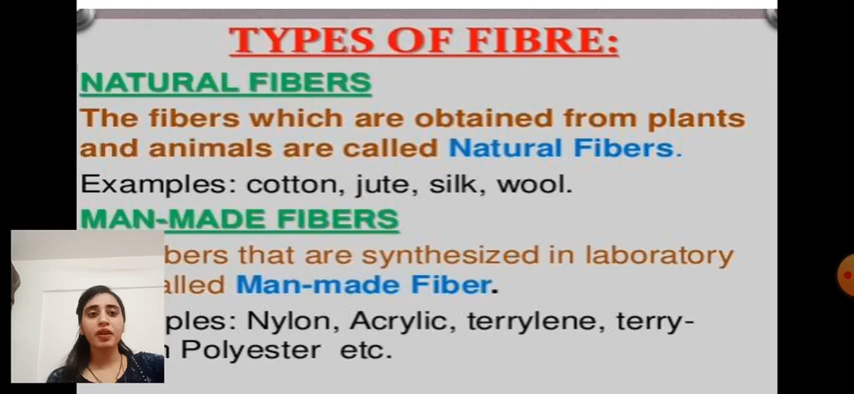 TYPES OF FIBRE:
NATURAL FIBERS
The fibers which are obtained from plants
and animals are called Natural Fibers.
Examples: cotton, jute, silk, wool.
MAN-MADE FIBERS
bers that are synthesized in laboratory
alled Man-made Fiber.
ples: Nylon, Acrylic, terrylene, terry-
Polyester etc.